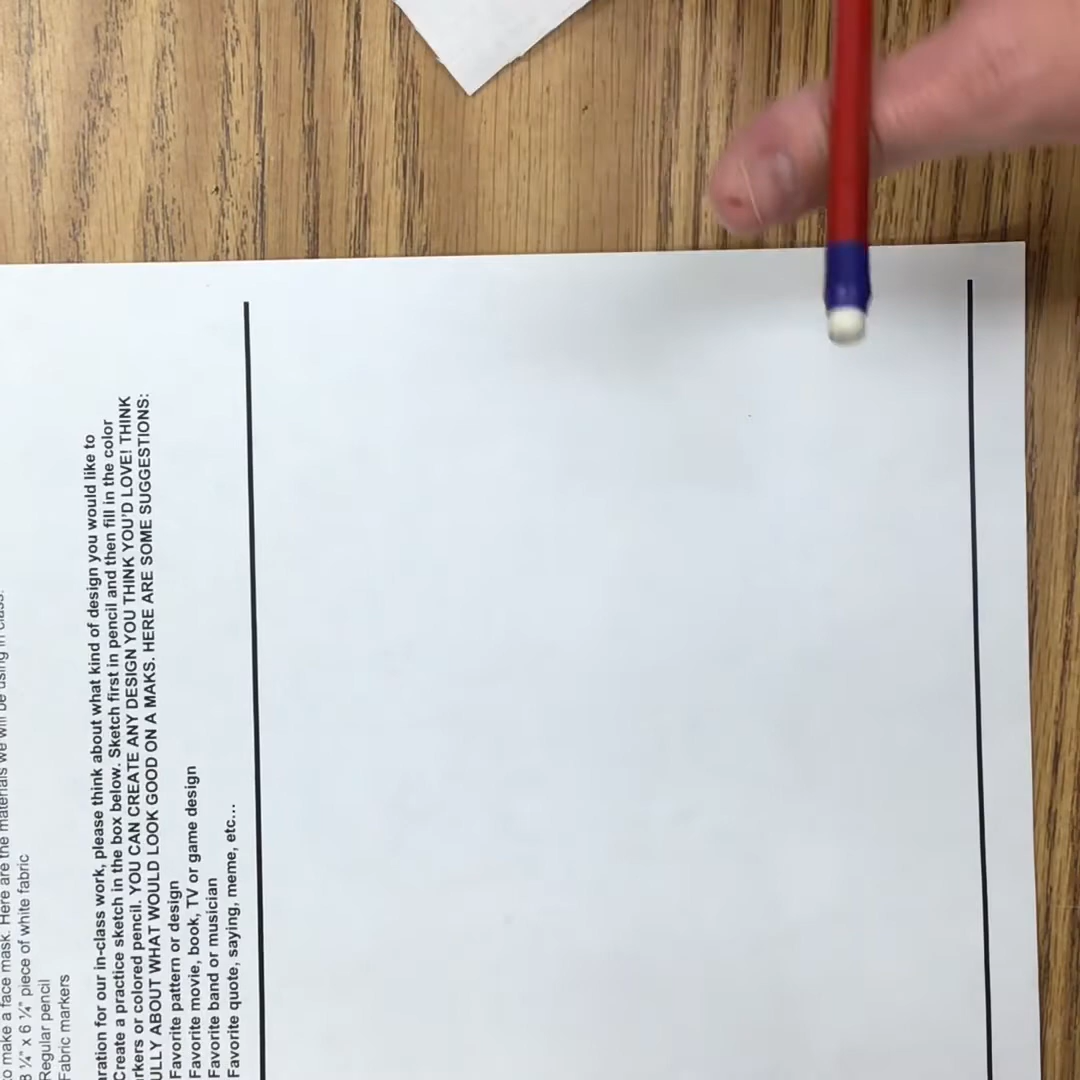 to make a face mask. Here are the materials we will be using in class:
8 ¼" x 6 ¼" piece of white fabric
Regular pencil
Fabric markers
ration for our in-class work, please think about what kind of design you would like to
Create a practice sketch in the box below. Sketch first in pencil and then fill in the color
rkers or colored pencil. YOU CAN CREATE ANY DESIGN YOU THINK YOU'D LOVE! THINK
ULLY ABOUT WHAT WOULD LOOK GOOD ON A MAKS. HERE ARE SOME SUGGESTIONS:
Favorite pattern or design
Favorite movie, book, TV or game design
Favorite band or musician
Favorite quote, saying, meme, etc...